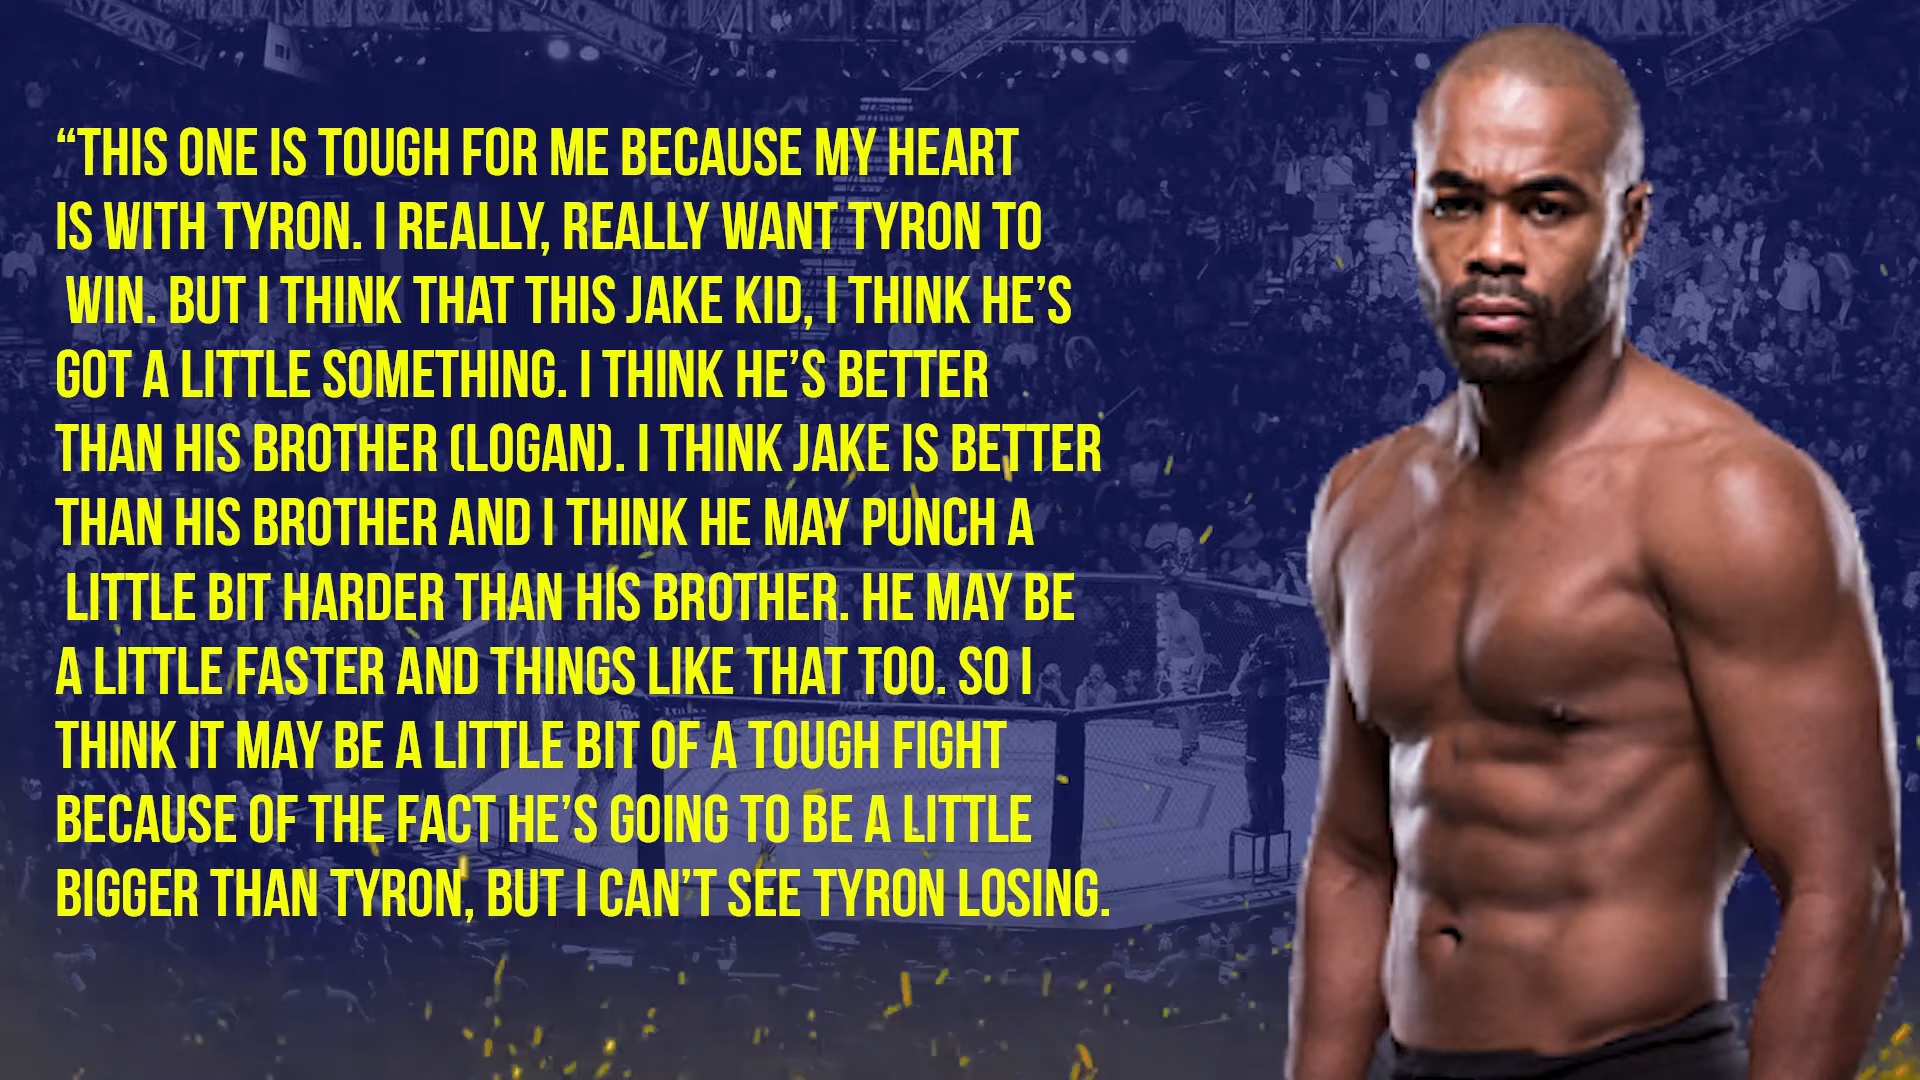 “THIS ONE IS TOUGH FOR ME BECAUSE MY HEART
IS WITH TYRON. I REALLY, REALLY WANT TYRON TO
WIN. BUT I THINK THAT THIS JAKE KID, I THINK HE’S
GOT A LITTLE SOMETHING. I THINK HE’S BETTER
THAN HIS BROTHER (LOGAN). I THINK JAKE IS BETTER
THAN HIS BROTHER AND I THINK HE MAY PUNCH A
LITTLE BIT HARDER THAN HIS BROTHER. HE MAY BE
A LITTLE FASTER AND THINGS LIKE THAT TOO. SO I
THINK IT MAY BE A LITTLE BIT OF A TOUGH FIGHT
BECAUSE OF THE FACT HE’S GOING TO BE A LITTLE
BIGGER THAN TYRON, BUT I CAN’T SEE TYRON LOSING.